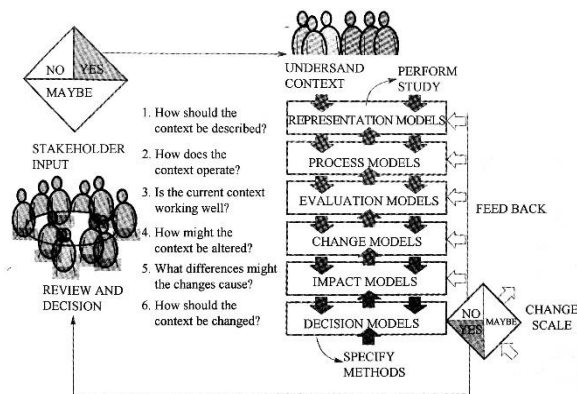 NO YES
MAYBE
STAKEHOLDER
INPUT
REVIEW AND
DECISION
1. How should the
context be described?
2. How does the
context operate?
3. Is the current context
working well?
4. How might the
context be altered?
5. What differences might
the changes cause?
6. How should the
context be changed?
UNDERSAND
CONTEXT
PERFORM
STUDY
REPRESENTATION MODELS
PROCESS MODELS
EVALUATION MODELS
CHANGE MODELS
IMPACT MODELS
DECISION MODELS
SPECIFY
METHODS
FEED BACK
NO
YES
MAYBE
CHANGE
SCALE